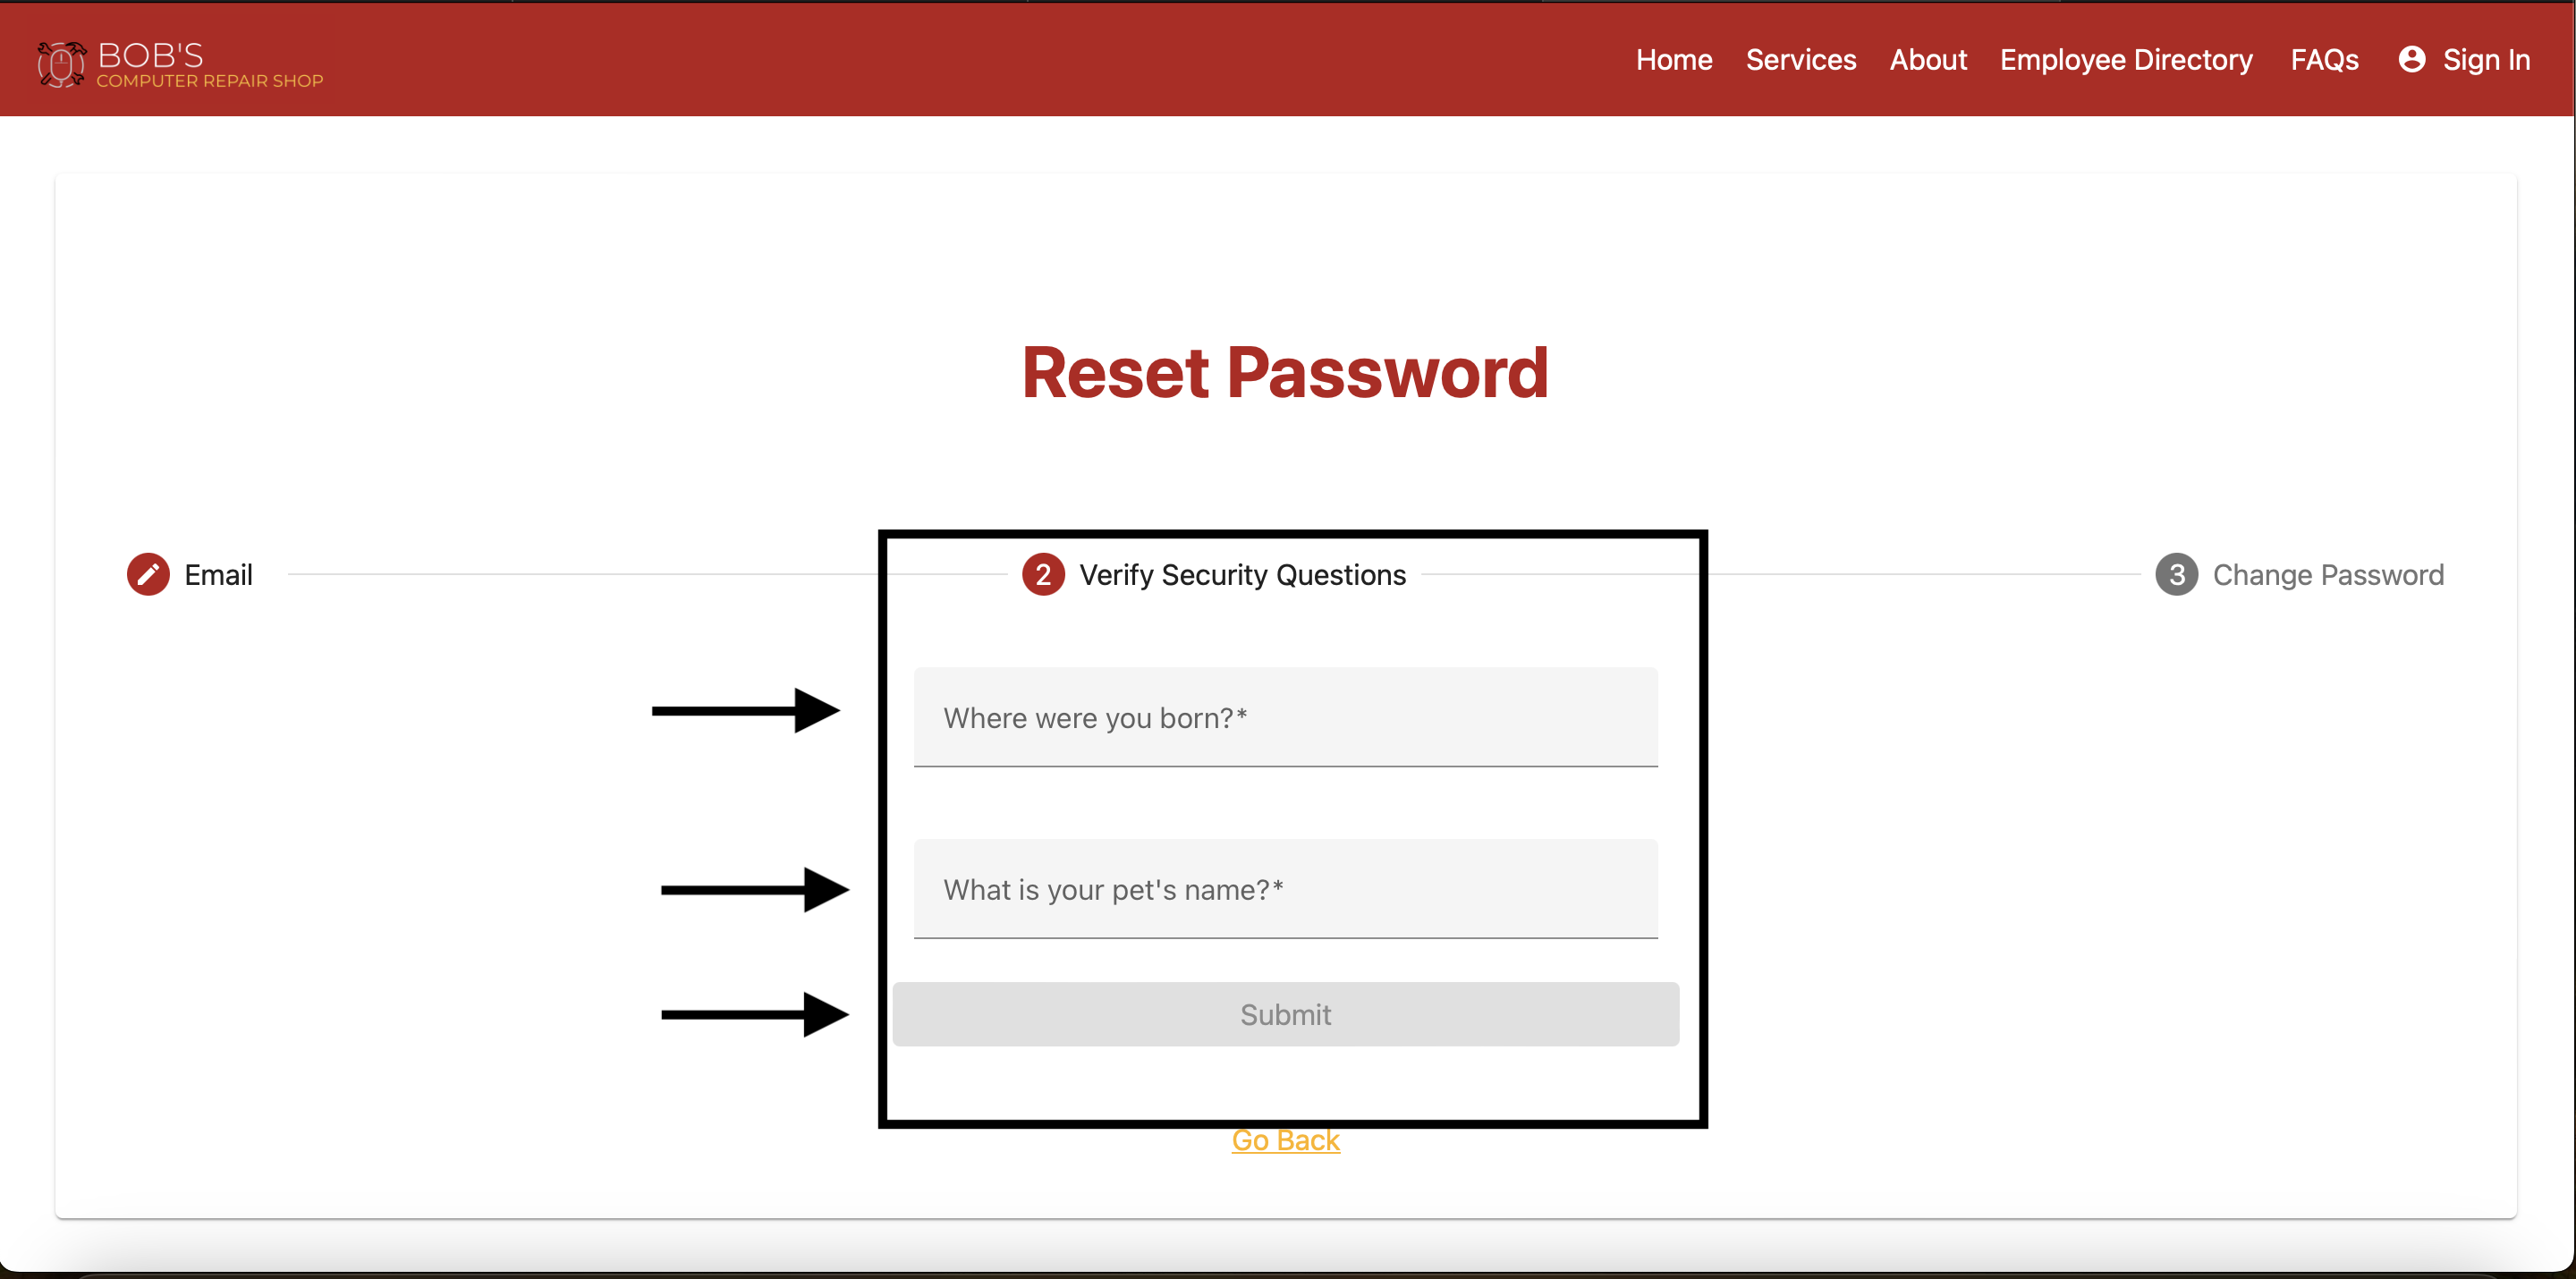 BOB'S
COMPUTER REPAIR SHOP
Home Services About Employee Directory FAQs Sign In
Reset Password
Email 2 Verify Security Questions 3 Change Password
Where were you born?*
What is your pet's name?*
Submit
Go Back